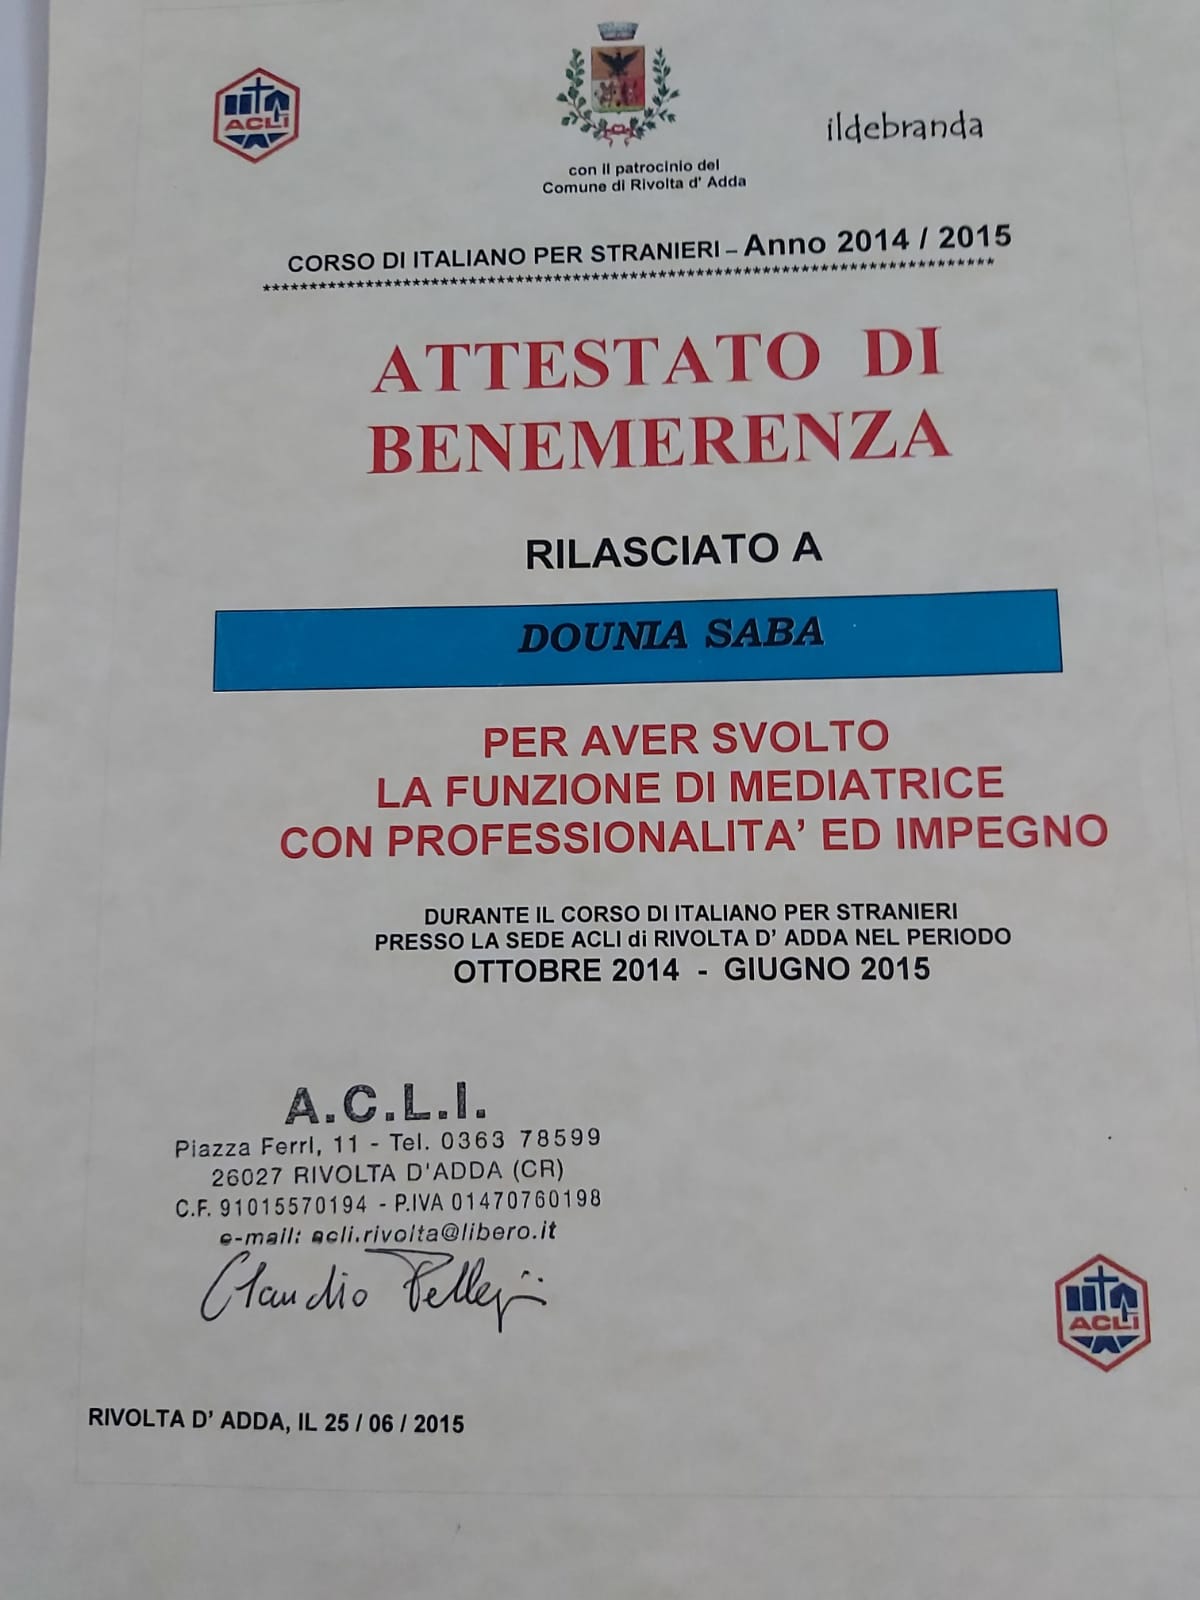 ACLI
ildebranda
con il patrocinio del
Comune di Rivolta d' Adda
CORSO DI ITALIANO PER STRANIERI – Anno 2014 / 2015
********************************************************************************
ATTESTATO DI
BENEMERENZA
RILASCIATO A
DOUNIA SABA
PER AVER SVOLTO
LA FUNZIONE DI MEDIATRICE
CON PROFESSIONALITA' ED IMPEGNO
DURANTE IL CORSO DI ITALIANO PER STRANIERI
PRESSO LA SEDE ACLI di RIVOLTA D' ADDA NEL PERIODO
OTTOBRE 2014 - GIUGNO 2015
A.C.L.I.
Piazza Ferri, 11 - Tel. 0363 78599
26027 RIVOLTA D'ADDA (CR)
C.F. 91015570194 - P.IVA 01470760198
e-mail: acli.rivolta@libero.it
Claudio
ACLI
RIVOLTA D' ADDA, IL 25 / 06 / 2015